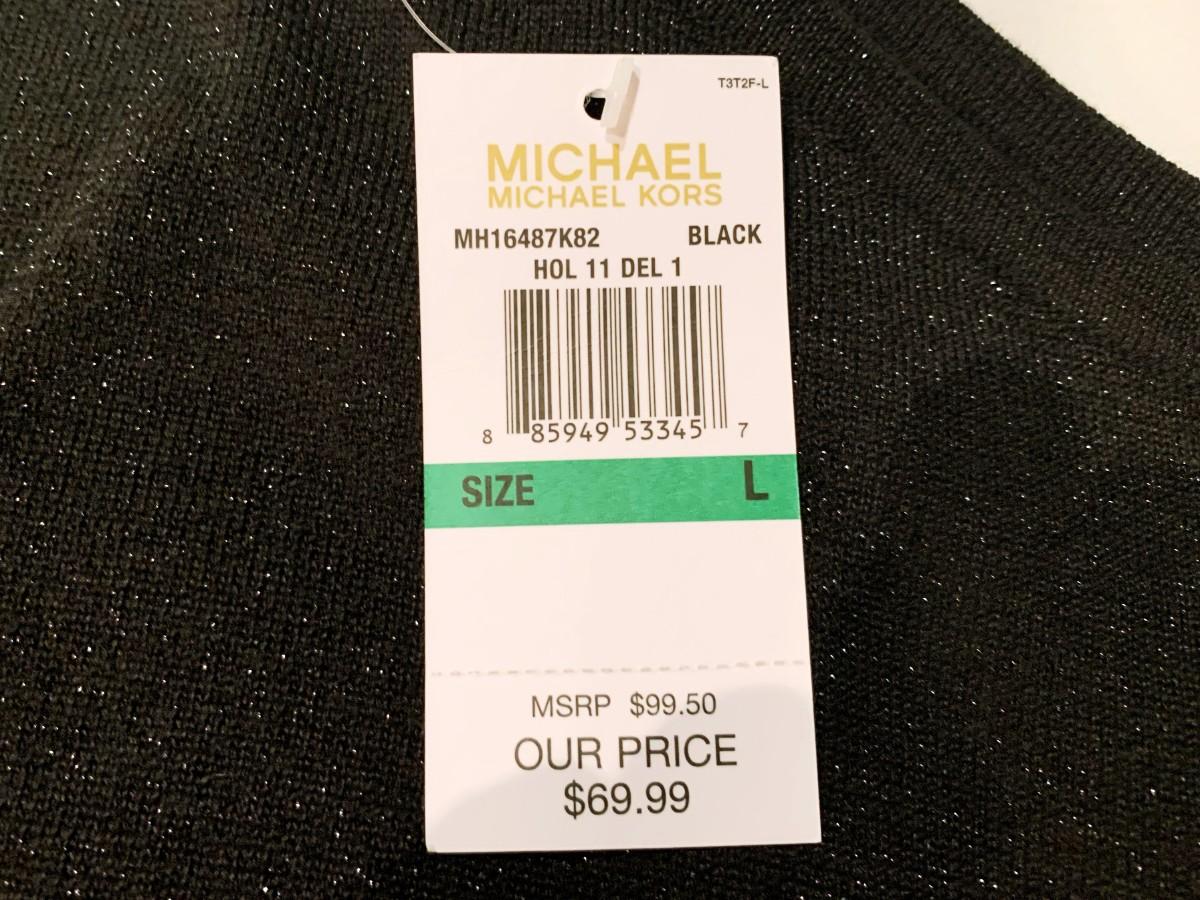 T3T2F-L
MICHAEL
MICHAEL KORS
MH16487K82 BLACK
HOL 11 DEL 1
8 85949 53345 7
SIZE L
MSRP $99.50
OUR PRICE
$69.99